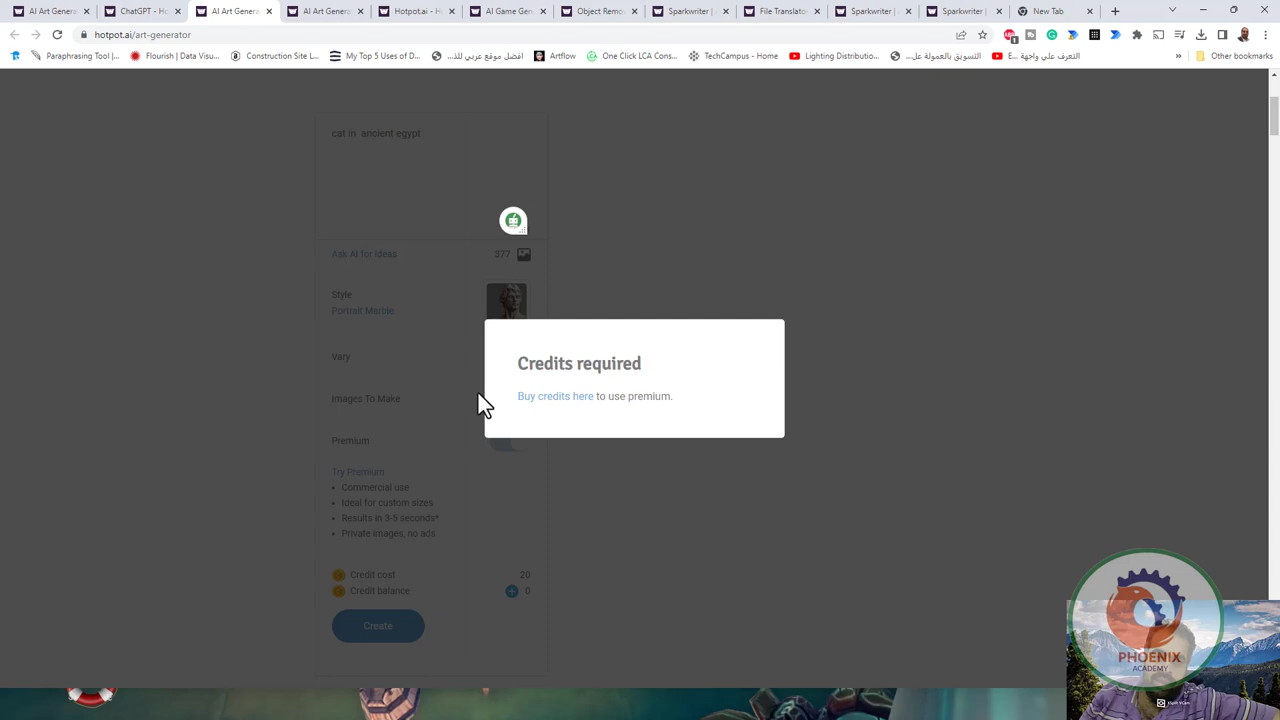 AI Art Genera
ChatGPT - Ho
AI Art Genera
AI Art Genera
Hotpot.ai - H
AI Game Gen
Object Remo
Sparkwriter |
File Translato
Sparkwriter |
Sparkwriter |
New Tab
hotpot.ai/art-generator
Paraphrasing Tool |...
Flourish | Data Visu...
Construction Site L...
My Top 5 Uses of D...
افضل موقع عربي للذ...
Artflow
One Click LCA Cons...
TechCampus - Home
Lighting Distributio...
التسويق بالعمولة عل...
التعرف علي واجهة E...
Other bookmarks
cat in ancient egypt
Ask AI for Ideas 377
Style
Portrait Marble
Vary
Images To Make
Premium
Credits required
Buy credits here to use premium.
Try Premium
• Commercial use
• Ideal for custom sizes
• Results in 3-5 seconds*
• Private images, no ads
Credit cost 20
Credit balance 0
Create
PHOENIX
ACADEMY